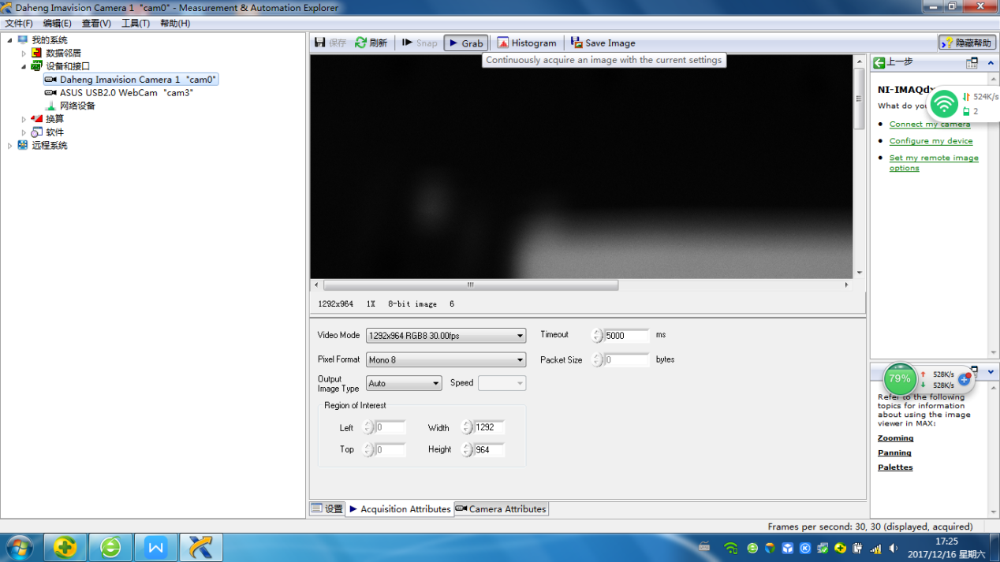 Daheng Imavision Camera 1 "cam0" - Measurement & Automation Explorer
文件(F) 编辑(E) 查看(V) 工具(T) 帮助(H)
我的系统
数据邻居
设备和接口
Daheng Imavision Camera 1 "cam0"
ASUS USB2.0 WebCam "cam3"
网络设备
换算
软件
远程系统
保存 刷新 Snap Grab Histogram Save Image 隐藏帮助
Continuously acquire an image with the current settings
1292x964 1X 8-bit image 6
Video Mode 1292x964 RGB8 30.00fps Timeout 5000 ms
Pixel Format Mono 8 Packet Size 0 bytes
Output
Image Type Auto Speed
Region of Interest
Left 0 Width 1292
Top 0 Height 964
设置 Acquisition Attributes Camera Attributes
上一步
NI-IMAQdx
What do you
524K/s
2
Connect my camera
Configure my device
Set my remote image
options
79% 528K/s
528K/s
Refer to the following
topics for information
about using the image
viewer in MAX:
Zooming
Panning
Palettes
Frames per second: 30, 30 (displayed, acquired)
17:25
2017/12/16 星期六